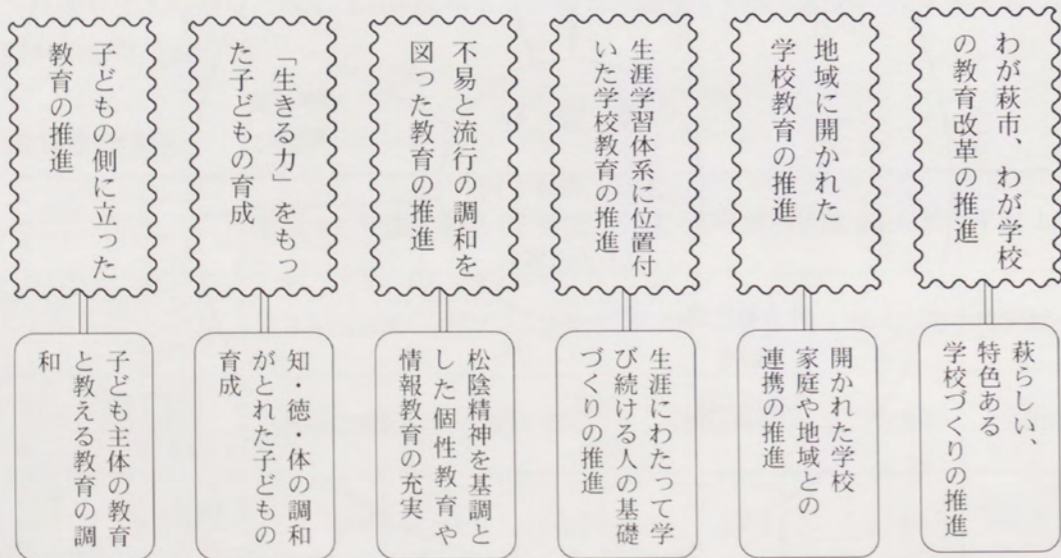 わが萩市、わが学校
の教育改革の推進
萩らしい、
特色ある
学校づくりの推進
地域に開かれた
学校教育の推進
開かれた学校
家庭や地域との
連携の推進
生涯学習体系に位置付
いた学校教育の推進
生涯にわたって学
び続ける人の基礎
づくりの推進
不易と流行の調和を
図った教育の推進
松陰精神を基調と
した個性教育や
情報教育の充実
「生きる力」をもっ
た子どもの育成
知・徳・体の調和
がとれた子どもの
育成
子どもの側に立った
教育の推進
子ども主体の教育
と教える教育の調
和